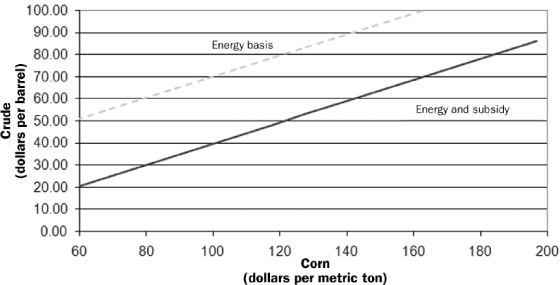 100.00
90.00
80.00
70.00
60.00
50.00
40.00
30.00
20.00
10.00
0.00
Crude
(dollars per barrel)
Energy basis
Energy and subsidy
60 80 100 120 140 160 180 200
Corn
(dollars per metric ton)